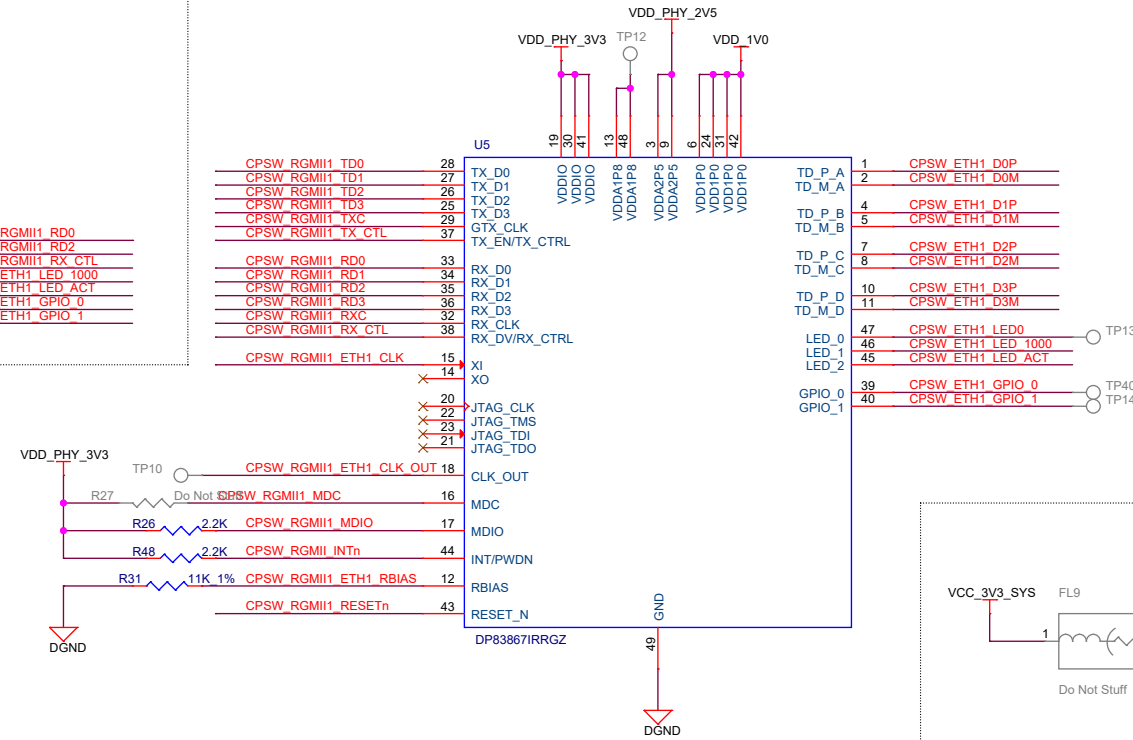 VDD_PHY_2V5
VDD_PHY_3V3
TP12
VDD_1V0
19
30
41
13
48
3
9
6
24
31
42
U5
VDDIO
VDDIO
VDDIO
VDDA1P8
VDDA1P8
VDDA2P5
VDDA2P5
VDD1P0
VDD1P0
VDD1P0
VDD1P0
CPSW_RGMII1_TD0 28 TX_D0
CPSW_RGMII1_TD1 27 TX_D1
CPSW_RGMII1_TD2 26 TX_D2
CPSW_RGMII1_TD3 25 TX_D3
CPSW_RGMII1_TXC 29 GTX_CLK
CPSW_RGMII1_TX_CTL 37 TX_EN/TX_CTRL
CPSW_RGMII1_RD0 33 RX_D0
CPSW_RGMII1_RD1 34 RX_D1
CPSW_RGMII1_RD2 35 RX_D2
CPSW_RGMII1_RD3 36 RX_D3
CPSW_RGMII1_RXC 32 RX_CLK
CPSW_RGMII1_RX_CTL 38 RX_DV/RX_CTRL
CPSW_RGMII1_ETH1_CLK 15 XI
14 XO
20 JTAG_CLK
22 JTAG_TMS
23 JTAG_TDI
21 JTAG_TDO
TP10 CPSW_RGMII1_ETH1_CLK_OUT 18 CLK_OUT
VDD_PHY_3V3
R27 Do Not CPSW_RGMII1_MDC 16 MDC
R26 2.2K CPSW_RGMII1_MDIO 17 MDIO
R48 2.2K CPSW_RGMII_INTn 44 INT/PWDN
R31 11K_1% CPSW_RGMII1_ETH1_RBIAS 12 RBIAS
CPSW_RGMII1_RESETn 43 RESET_N
DGND
TD_P_A 1 CPSW_ETH1_D0P
TD_M_A 2 CPSW_ETH1_D0M
TD_P_B 4 CPSW_ETH1_D1P
TD_M_B 5 CPSW_ETH1_D1M
TD_P_C 7 CPSW_ETH1_D2P
TD_M_C 8 CPSW_ETH1_D2M
TD_P_D 10 CPSW_ETH1_D3P
TD_M_D 11 CPSW_ETH1_D3M
LED_0 47 CPSW_ETH1_LED0 TP13
LED_1 46 CPSW_ETH1_LED_1000
LED_2 45 CPSW_ETH1_LED_ACT
GPIO_0 39 CPSW_ETH1_GPIO_0 TP40
GPIO_1 40 CPSW_ETH1_GPIO_1 TP14
GND
49
DP83867IRRGZ
DGND
RGMII1_RD0
RGMII1_RD2
RGMII1_RX_CTL
ETH1_LED_1000
ETH1_LED_ACT
ETH1_GPIO_0
ETH1_GPIO_1
VCC_3V3_SYS
FL9
1
Do Not Stuff